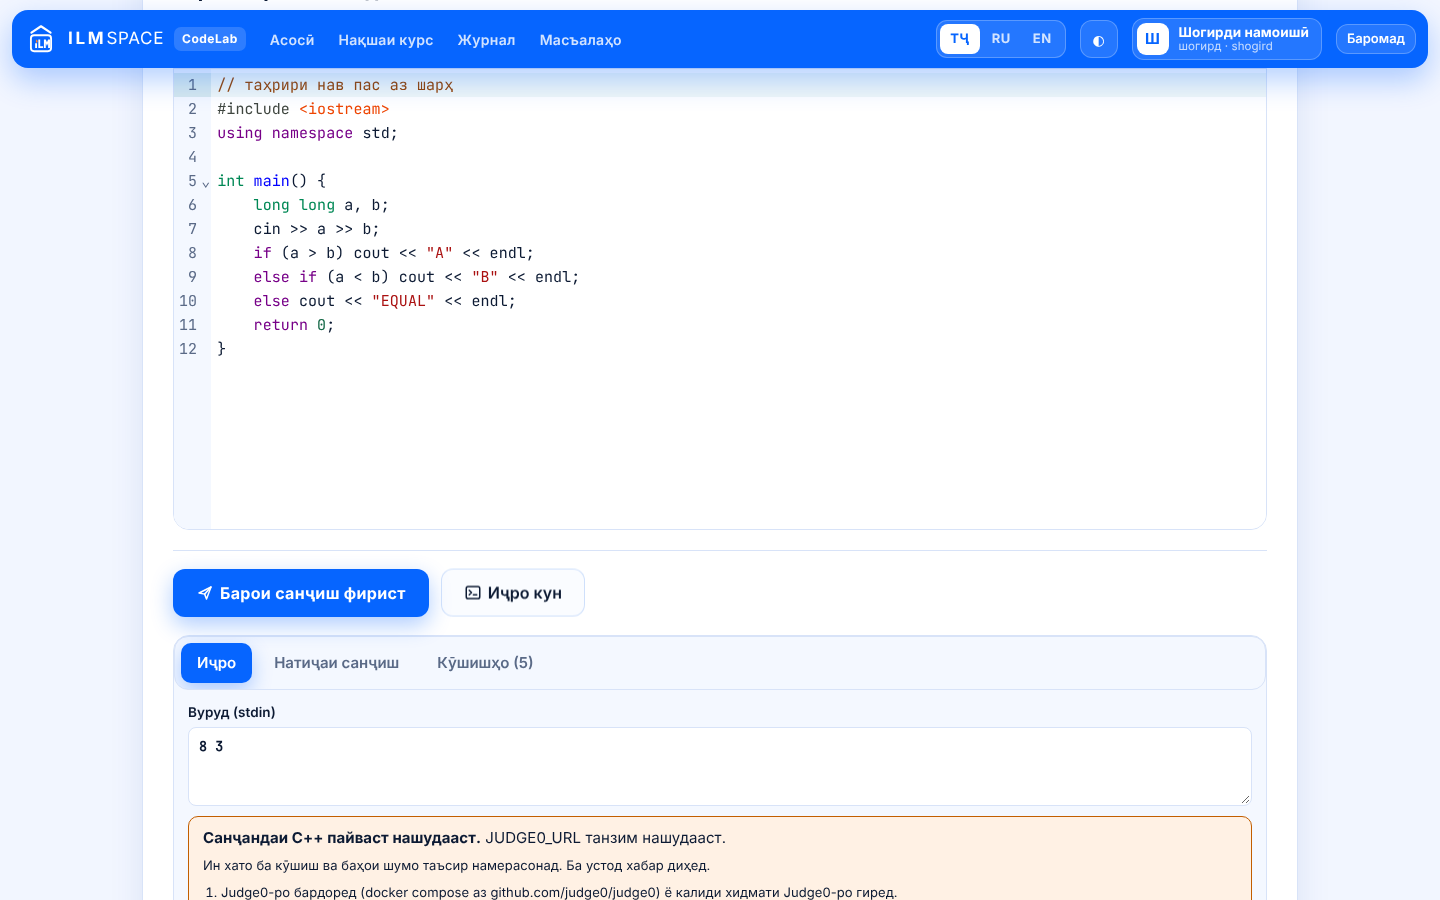 iLM
ILMSPACE CodeLab Асосӣ Нақшаи курс Журнал Масъалаҳо ТҶ RU EN Ш Шогирди намоишӣ Баромад
шогирд · shogird
1 // таҳрири нав пас аз шарҳ
2 #include <iostream>
3 using namespace std;
4
5 int main() {
6 long long a, b;
7 cin >> a >> b;
8 if (a > b) cout << "A" << endl;
9 else if (a < b) cout << "B" << endl;
10 else cout << "EQUAL" << endl;
11 return 0;
12 }
Барои санҷиш фирист Иҷро кун
Иҷро Натиҷаи санҷиш Кӯшишҳо (5)
Вуруд (stdin)
8 3
Санҷандаи C++ пайваст нашудааст. JUDGE0_URL танзим нашудааст.
Ин хато ба кӯшиш ва баҳои шумо таъсир намерасонад. Ба устод хабар диҳед.
1. Judge0-ро бардоред (docker compose аз github.com/judge0/judge0) ё калиди хидмати Judge0-ро гиред.